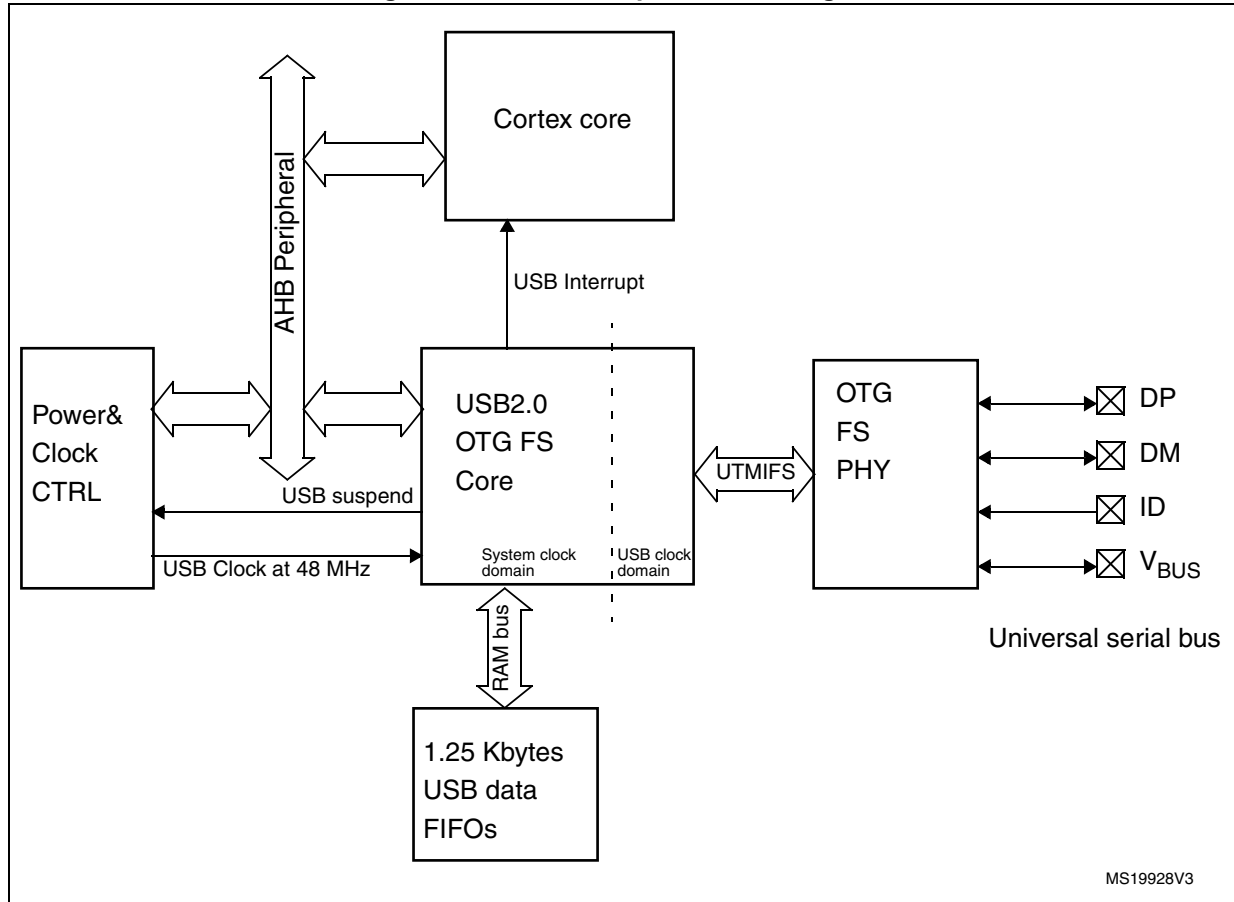 Cortex core
AHB Peripheral
USB Interrupt
Power&
Clock
CTRL
USB2.0
OTG FS
Core
System clock
domain
USB clock
domain
USB suspend
USB Clock at 48 MHz
UTMIFS
OTG
FS
PHY
DP
DM
ID
VBUS
Universal serial bus
RAM bus
1.25 Kbytes
USB data
FIFOs
MS19928V3